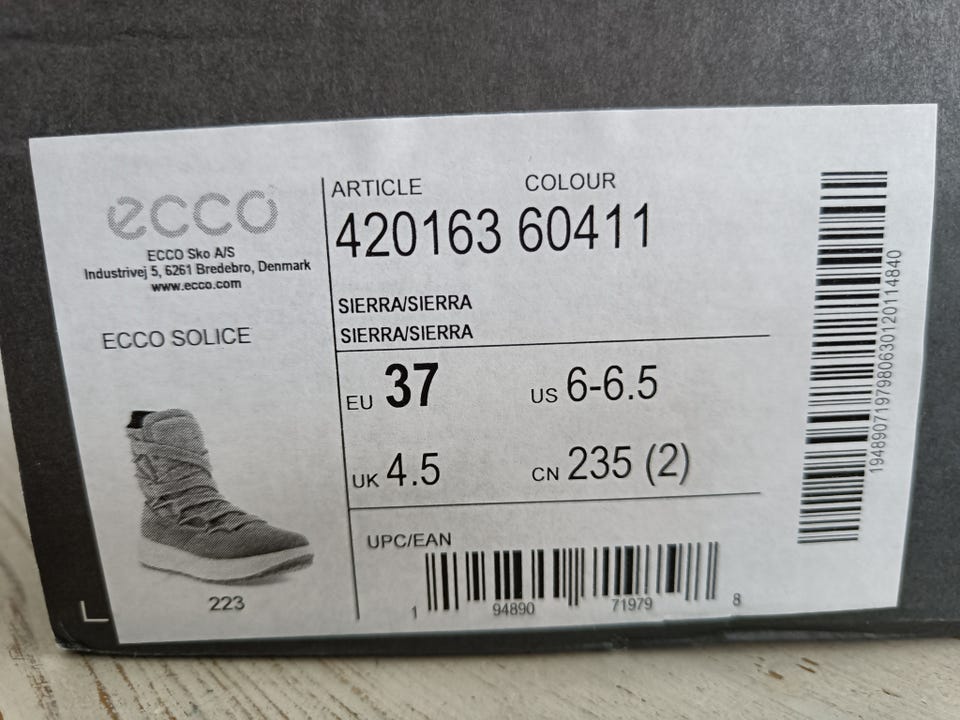 ecco
ECCO Sko A/S
Industrivej 5, 6261 Bredebro, Denmark
www.ecco.com
ECCO SOLICE
223
ARTICLE COLOUR
420163 60411
SIERRA/SIERRA
SIERRA/SIERRA
EU 37 US 6-6.5
UK 4.5 CN 235 (2)
UPC/EAN
1 94890 71979 8
1948907197980630120114840